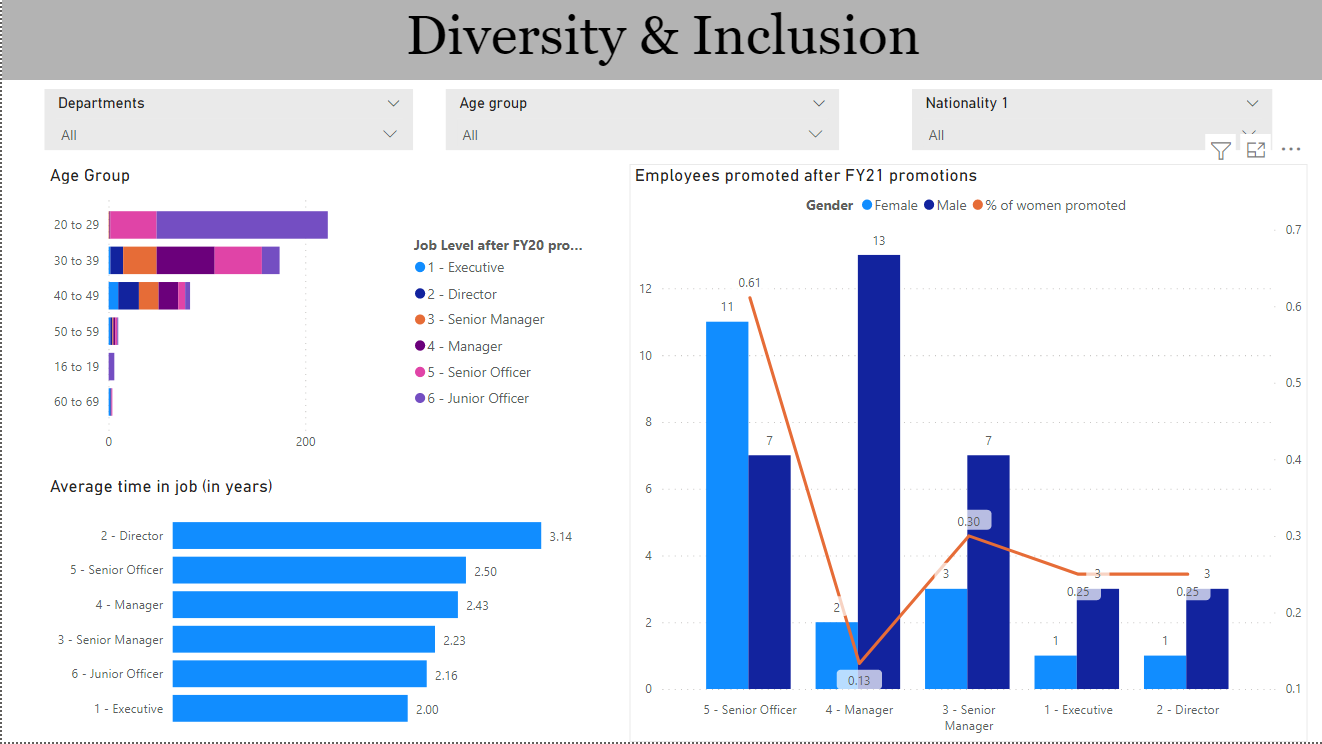 Diversity & Inclusion
Departments
All
Age group
All
Nationality 1
All
Age Group
20 to 29
30 to 39
40 to 49
50 to 59
16 to 19
60 to 69
0 200
Job Level after FY20 pro...
1 - Executive
2 - Director
3 - Senior Manager
4 - Manager
5 - Senior Officer
6 - Junior Officer
Average time in job (in years)
2 - Director 3.14
5 - Senior Officer 2.50
4 - Manager 2.43
3 - Senior Manager 2.23
6 - Junior Officer 2.16
1 - Executive 2.00
Employees promoted after FY21 promotions
Gender Female Male % of women promoted
12
10
8
6
4
2
0
11 7
2 13
3 7
1 3
1 3
0.61
0.13
0.30
0.25
0.25
0.7
0.6
0.5
0.4
0.3
0.2
0.1
5 - Senior Officer
4 - Manager
3 - Senior
Manager
1 - Executive
2 - Director